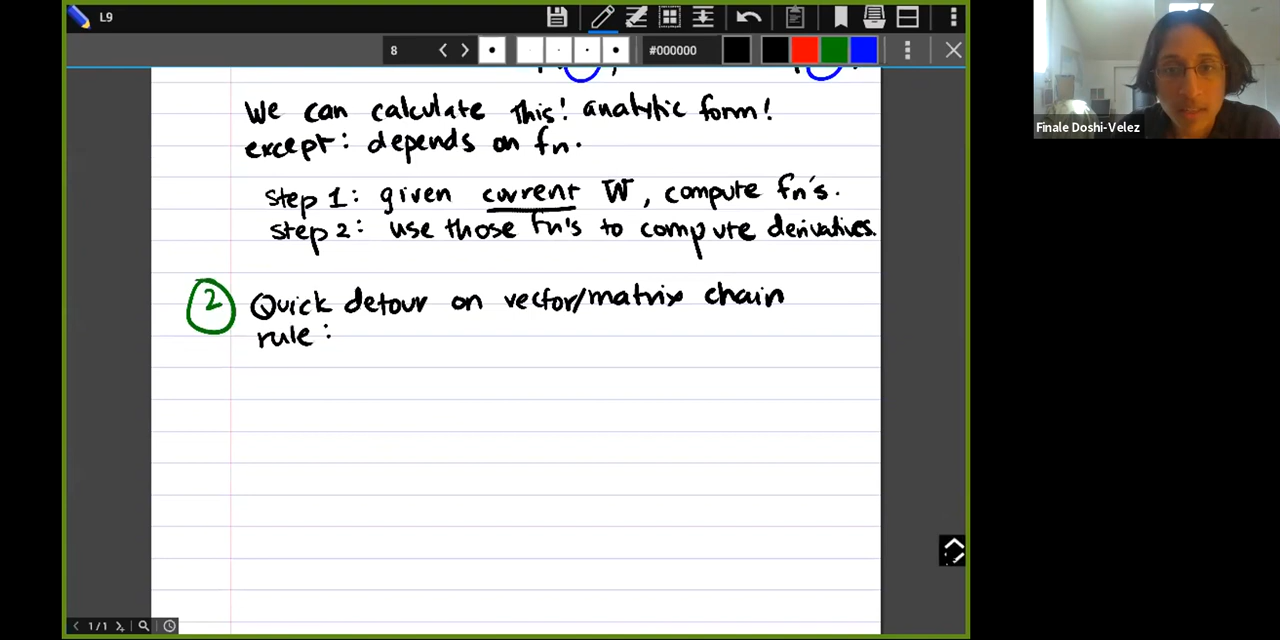 L9
8
#000000
We can calculate this! analytic form!
except: depends on fn.
Step 1: given current W, compute fn's.
Step 2: use those fn's to compute derivatives.
2 Quick detour on vector/matrix chain
rule:
1/1
Finale Doshi-Velez